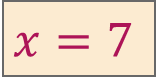 x = 7